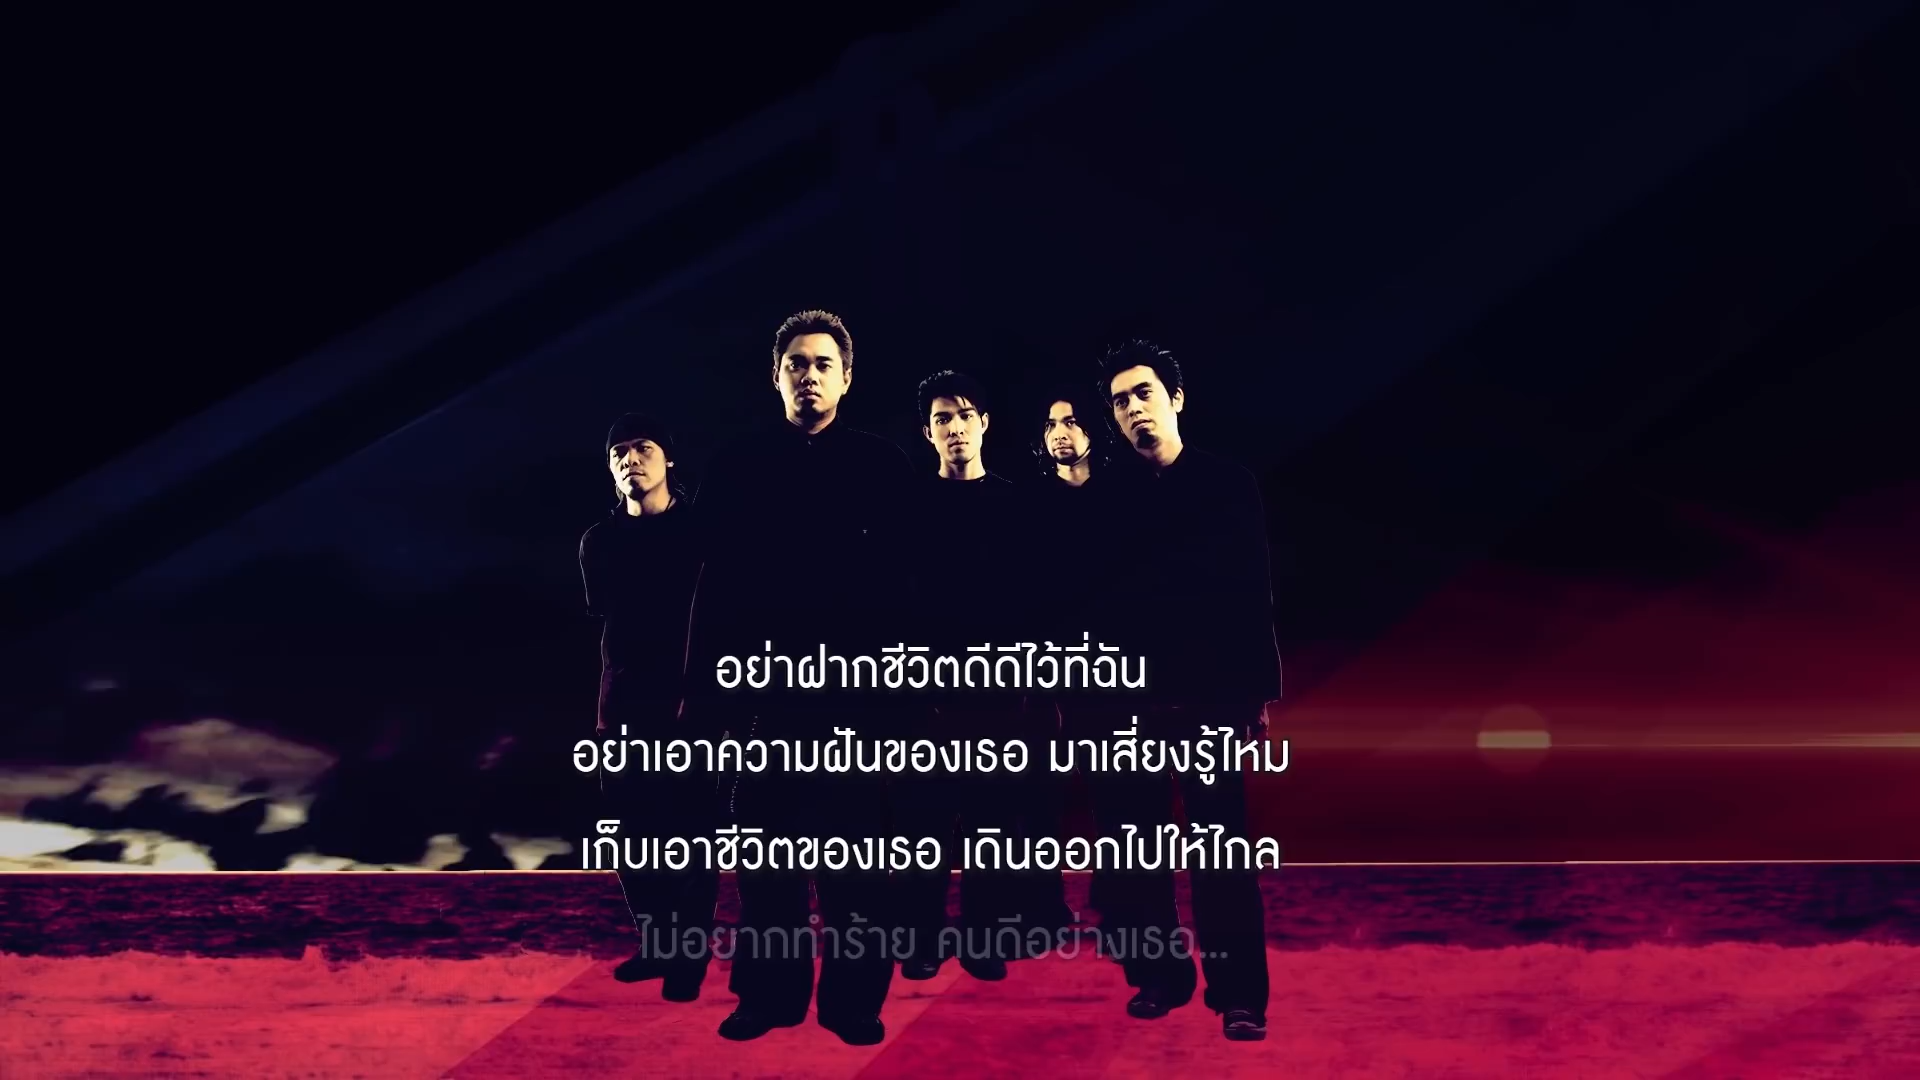 อย่าฝากชีวิตดีดีไว้ที่ฉัน
อย่าเอาความฝันของเธอ มาเสี่ยงรู้ไหม
เก็บเอาชีวิตของเธอ เดินออกไปให้ไกล
ไม่อยากทำร้าย คนดีอย่างเธอ...